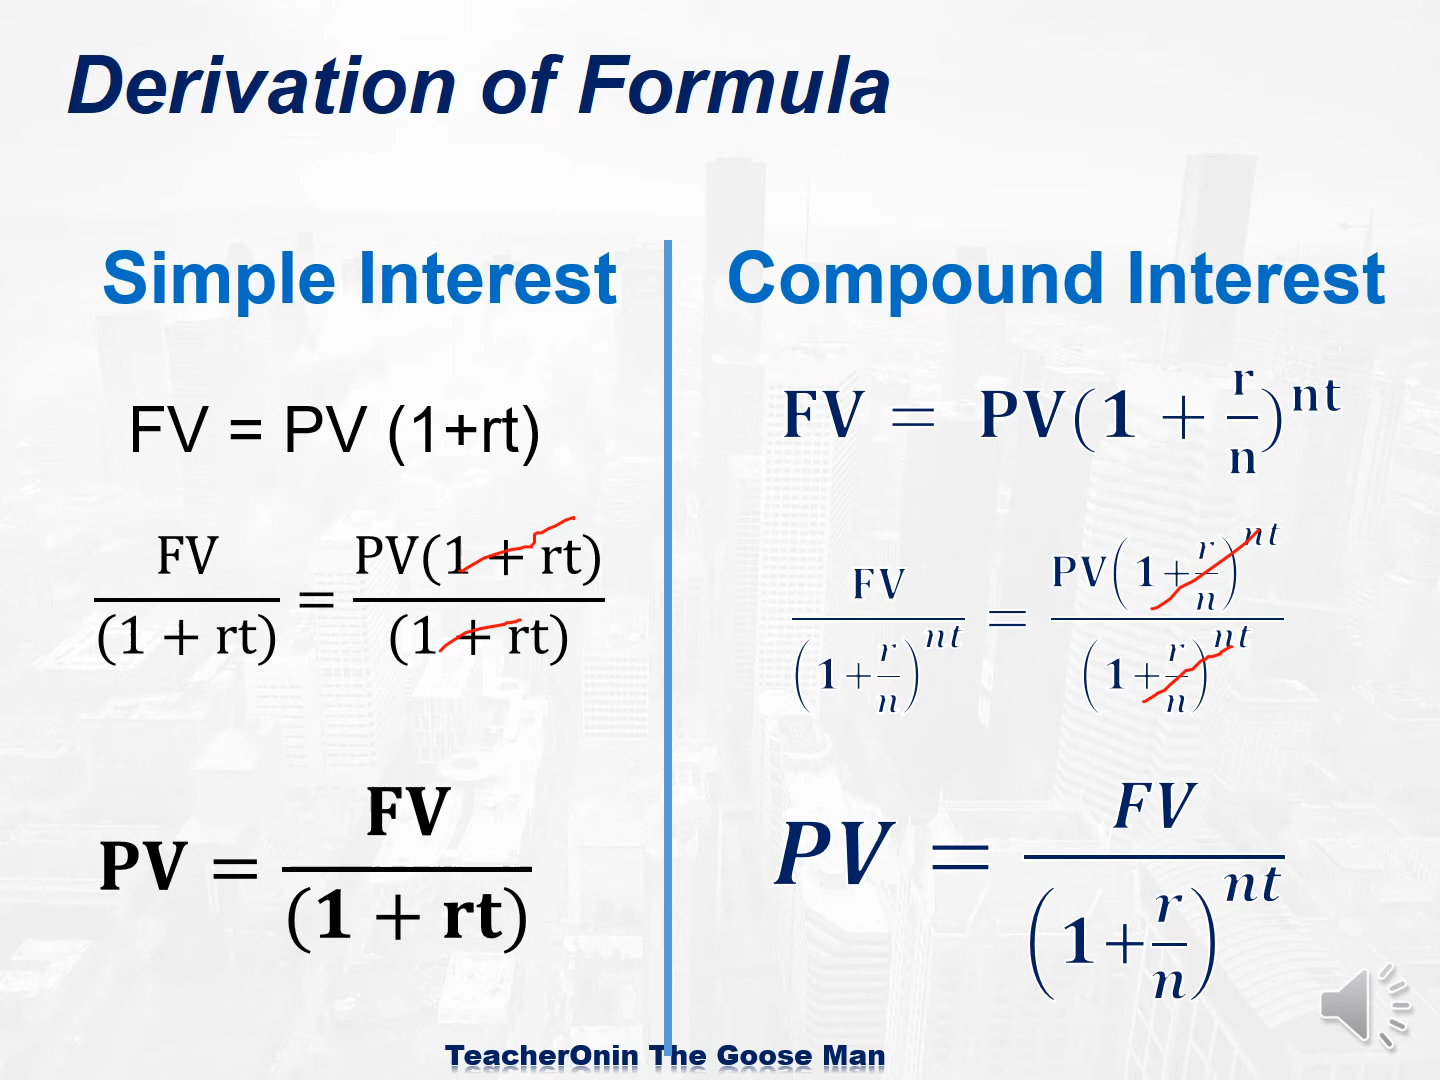 Derivation of Formula
Simple Interest
FV = PV (1+rt)
FV
(1 + rt)
=
PV(1 + rt)
(1 + rt)
PV =
FV
(1 + rt)
Compound Interest
FV = PV(1 + r/n)^nt
FV
(1+r/n)^nt
=
PV(1+r/n)^nt
(1+r/n)^nt
PV =
FV
(1+r/n)^nt
TeacherOnin The Goose Man